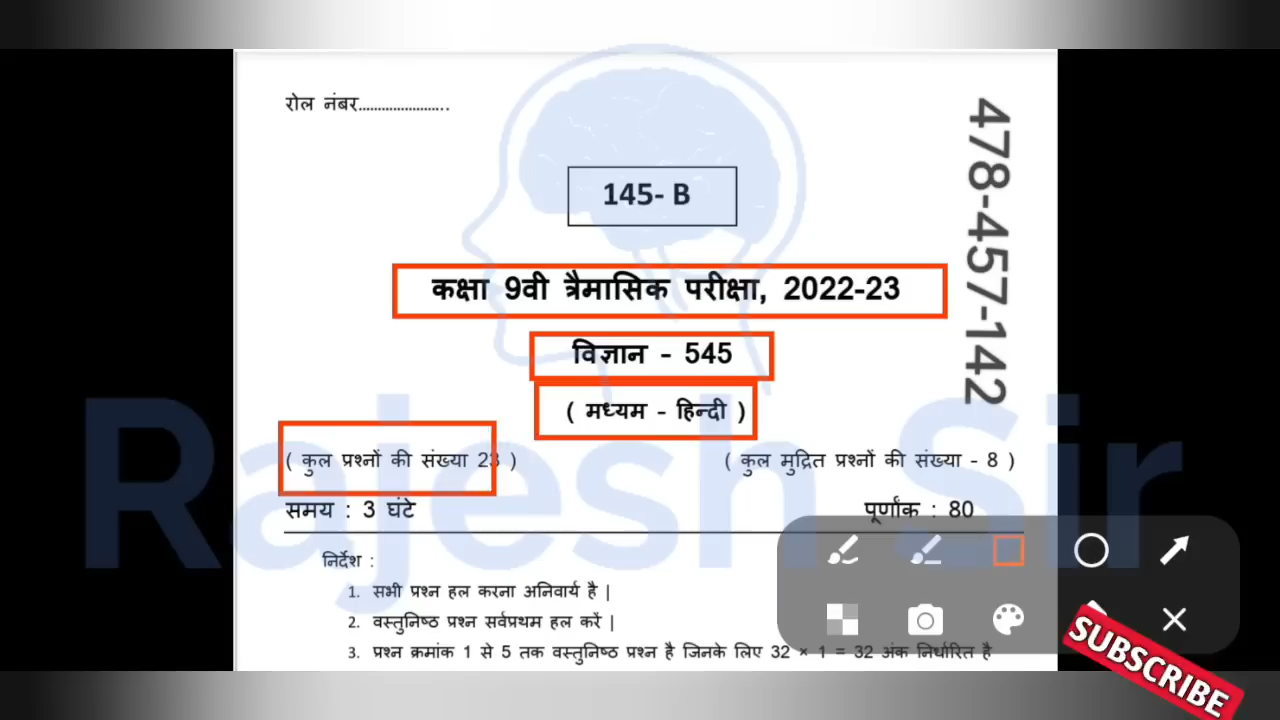 रोल नंबर........................
145- B
478-457-142
कक्षा 9वी त्रैमासिक परीक्षा, 2022-23
विज्ञान - 545
( मध्यम - हिन्दी )
( कुल प्रश्नों की संख्या 23 ) ( कुल मुद्रित प्रश्नों की संख्या - 8 )
समय : 3 घंटे पूर्णांक : 80
Rajesh Sir
निर्देश :
1. सभी प्रश्न हल करना अनिवार्य है |
2. वस्तुनिष्ठ प्रश्न सर्वप्रथम हल करें |
3. प्रश्न क्रमांक 1 से 5 तक वस्तुनिष्ठ प्रश्न है जिनके लिए 32 × 1 = 32 अंक निर्धारित है
SUBSCRIBE